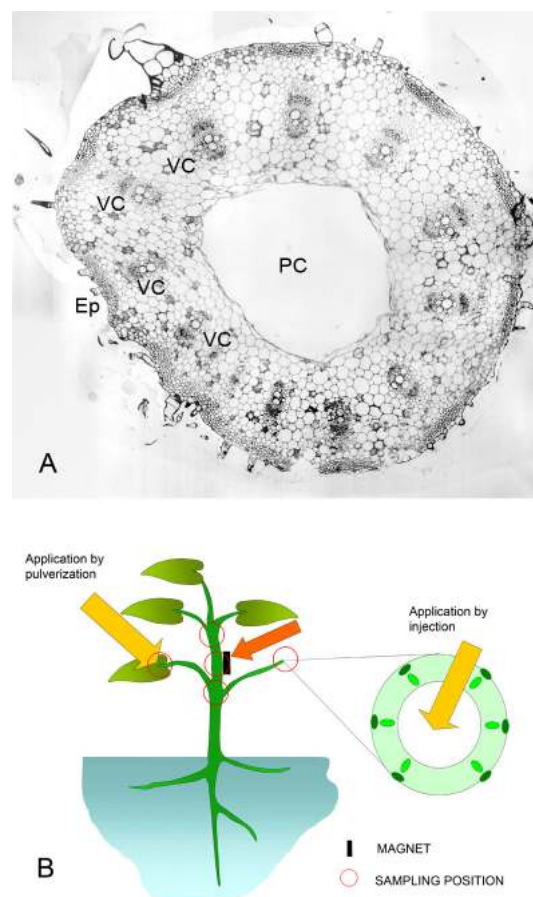 VC
VC
PC
VC
Ep
VC
A
Application by
pulverization
Application by
injection
MAGNET
SAMPLING POSITION
B